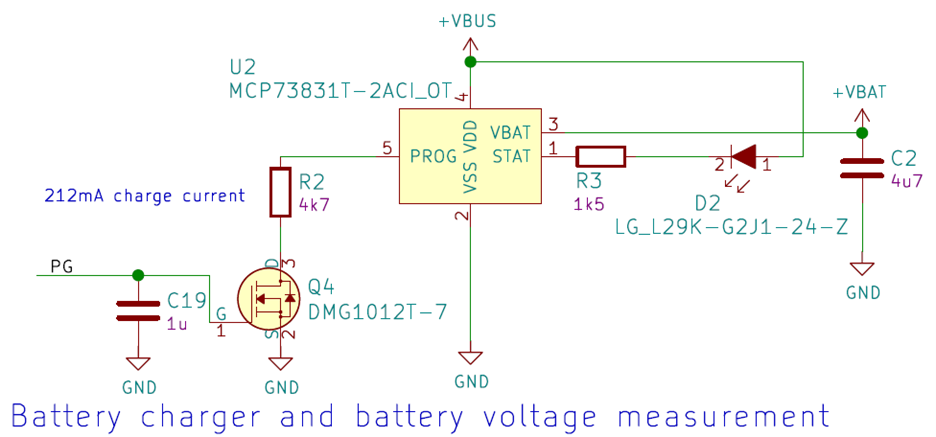 +VBUS
U2
MCP73831T-2ACI_OT
4
+VBAT
VDD
VBAT
3
5
PROG
STAT
1
VSS
2
1
C2
4u7
R2
4k7
R3
1k5
212mA charge current
2
D2
LG_L29K-G2J1-24-Z
PG
D
3
GND
C19
1u
G
1
Q4
DMG1012T-7
S
2
GND
GND
GND
Battery charger and battery voltage measurement